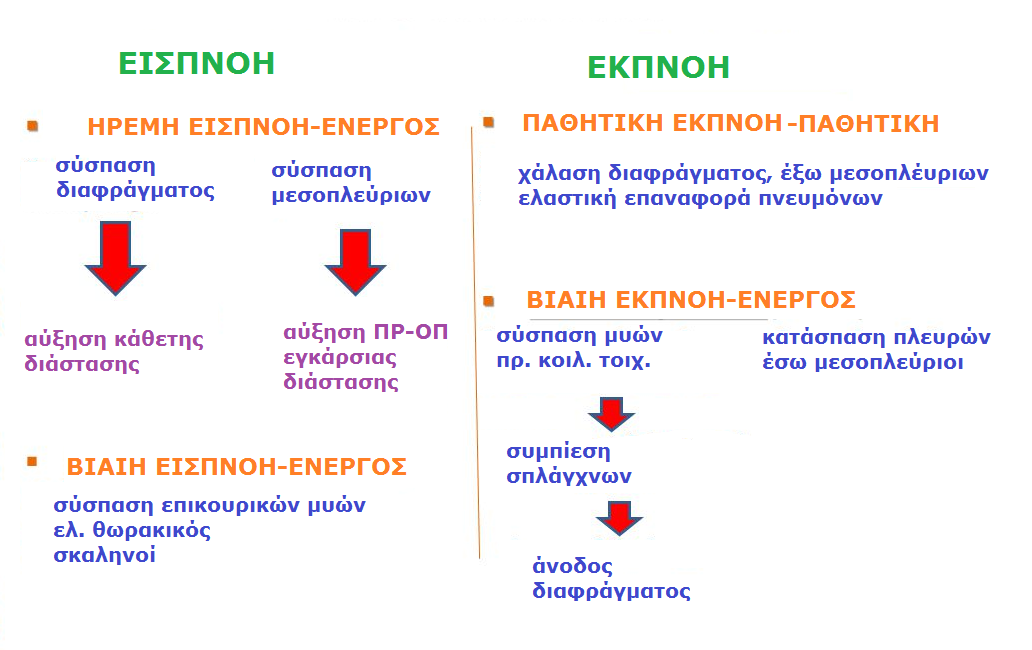 ΕΙΣΠΝΟΗ
ΗΡΕΜΗ ΕΙΣΠΝΟΗ-ΕΝΕΡΓΟΣ
σύσπαση
διαφράγματος
σύσπαση
μεσοπλεύριων
αύξηση κάθετης
διάστασης
αύξηση ΠΡ-ΟΠ
εγκάρσιας
διάστασης
ΒΙΑΙΗ ΕΙΣΠΝΟΗ-ΕΝΕΡΓΟΣ
σύσπαση επικουρικών μυών
ελ. θωρακικός
σκαληνοί
ΕΚΠΝΟΗ
ΠΑΘΗΤΙΚΗ ΕΚΠΝΟΗ-ΠΑΘΗΤΙΚΗ
χάλαση διαφράγματος, έξω μεσοπλέυριων
ελαστική επαναφορά πνευμόνων
ΒΙΑΙΗ ΕΚΠΝΟΗ-ΕΝΕΡΓΟΣ
σύσπαση μυών
πρ. κοιλ. τοιχ.
κατάσπαση πλευρών
έσω μεσοπλεύριοι
συμπίεση
σπλάγχνων
άνοδος
διαφράγματος